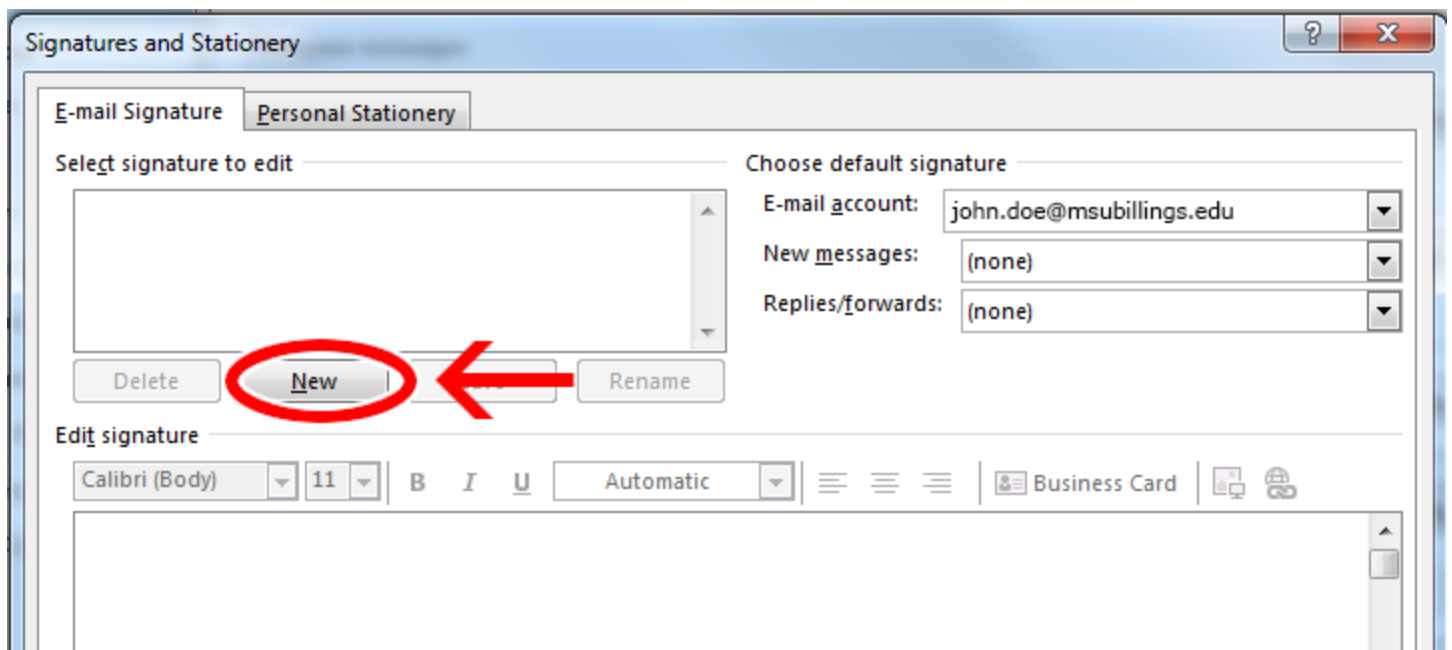 Signatures and Stationery
E-mail Signature Personal Stationery
Select signature to edit
Choose default signature
E-mail account: john.doe@msubillings.edu
New messages: (none)
Replies/forwards: (none)
Delete New Rename
Edit signature
Calibri (Body) 11 B I U Automatic Business Card